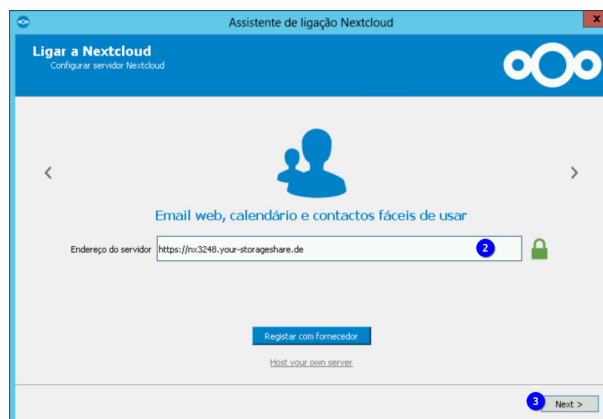 Assistente de ligação Nextcloud
x
Ligar a Nextcloud
Configurar servidor Nextcloud
Email web, calendário e contactos fáceis de usar
Endereço do servidor https://nx3248.your-storageshare.de 2
Registar com fornecedor
Host your own server
3 Next >